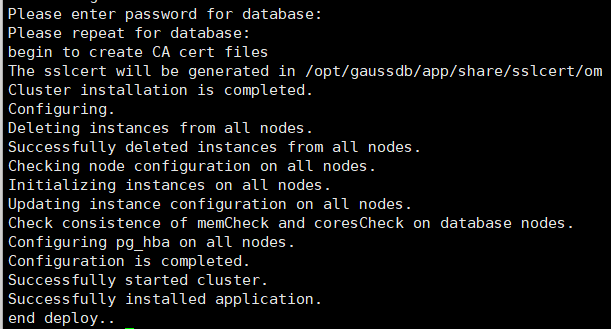 Please enter password for database:
Please repeat for database:
begin to create CA cert files
The sslcert will be generated in /opt/gaussdb/app/share/sslcert/om
Cluster installation is completed.
Configuring.
Deleting instances from all nodes.
Successfully deleted instances from all nodes.
Checking node configuration on all nodes.
Initializing instances on all nodes.
Updating instance configuration on all nodes.
Check consistence of memCheck and coresCheck on database nodes.
Configuring pg_hba on all nodes.
Configuration is completed.
Successfully started cluster.
Successfully installed application.
end deploy..